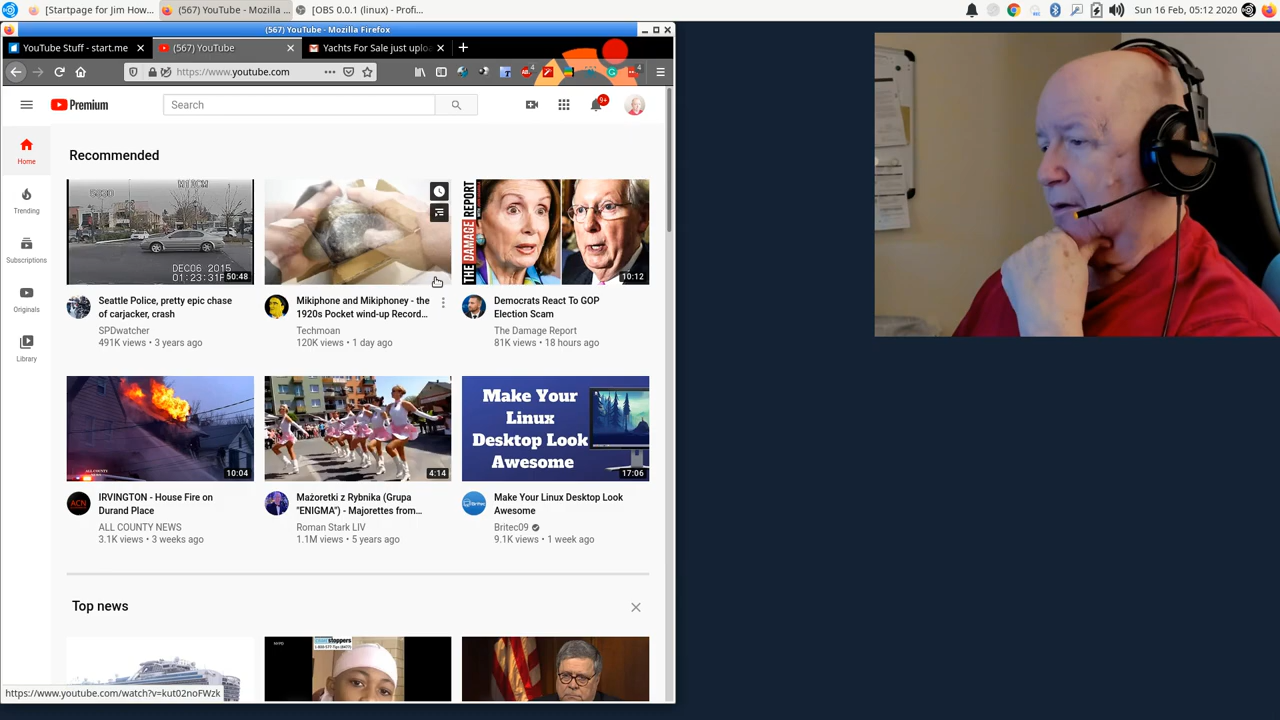 [Startpage for Jim How...
(567) YouTube - Mozilla ...
[OBS 0.0.1 (linux) - Profi...
Sun 16 Feb, 05:12 2020
(567) YouTube - Mozilla Firefox
YouTube Stuff - start.me
(567) YouTube
Yachts For Sale just uplo
https://www.youtube.com
4
4
Premium
Search
9+
Home
Trending
Subscriptions
Originals
Library
Recommended
DEC06 2015
50:48
Seattle Police, pretty epic chase
of carjacker, crash
SPDwatcher
491K views • 3 years ago
Mikiphone and Mikiphoney - the
1920s Pocket wind-up Record...
Techmoan
120K views • 1 day ago
THE DAMAGE REPORT
10:12
Democrats React To GOP
Election Scam
The Damage Report
81K views • 18 hours ago
10:04
ACN
IRVINGTON - House Fire on
Durand Place
ALL COUNTY NEWS
3.1K views • 3 weeks ago
4:14
Mażoretki z Rybnika (Grupa
"ENIGMA") - Majorettes from...
Roman Stark LIV
1.1M views • 5 years ago
Make Your
Linux
Desktop Look
Awesome
17:06
Make Your Linux Desktop Look
Awesome
Britec09
9.1K views • 1 week ago
Top news
https://www.youtube.com/watch?v=kut02noFWzk